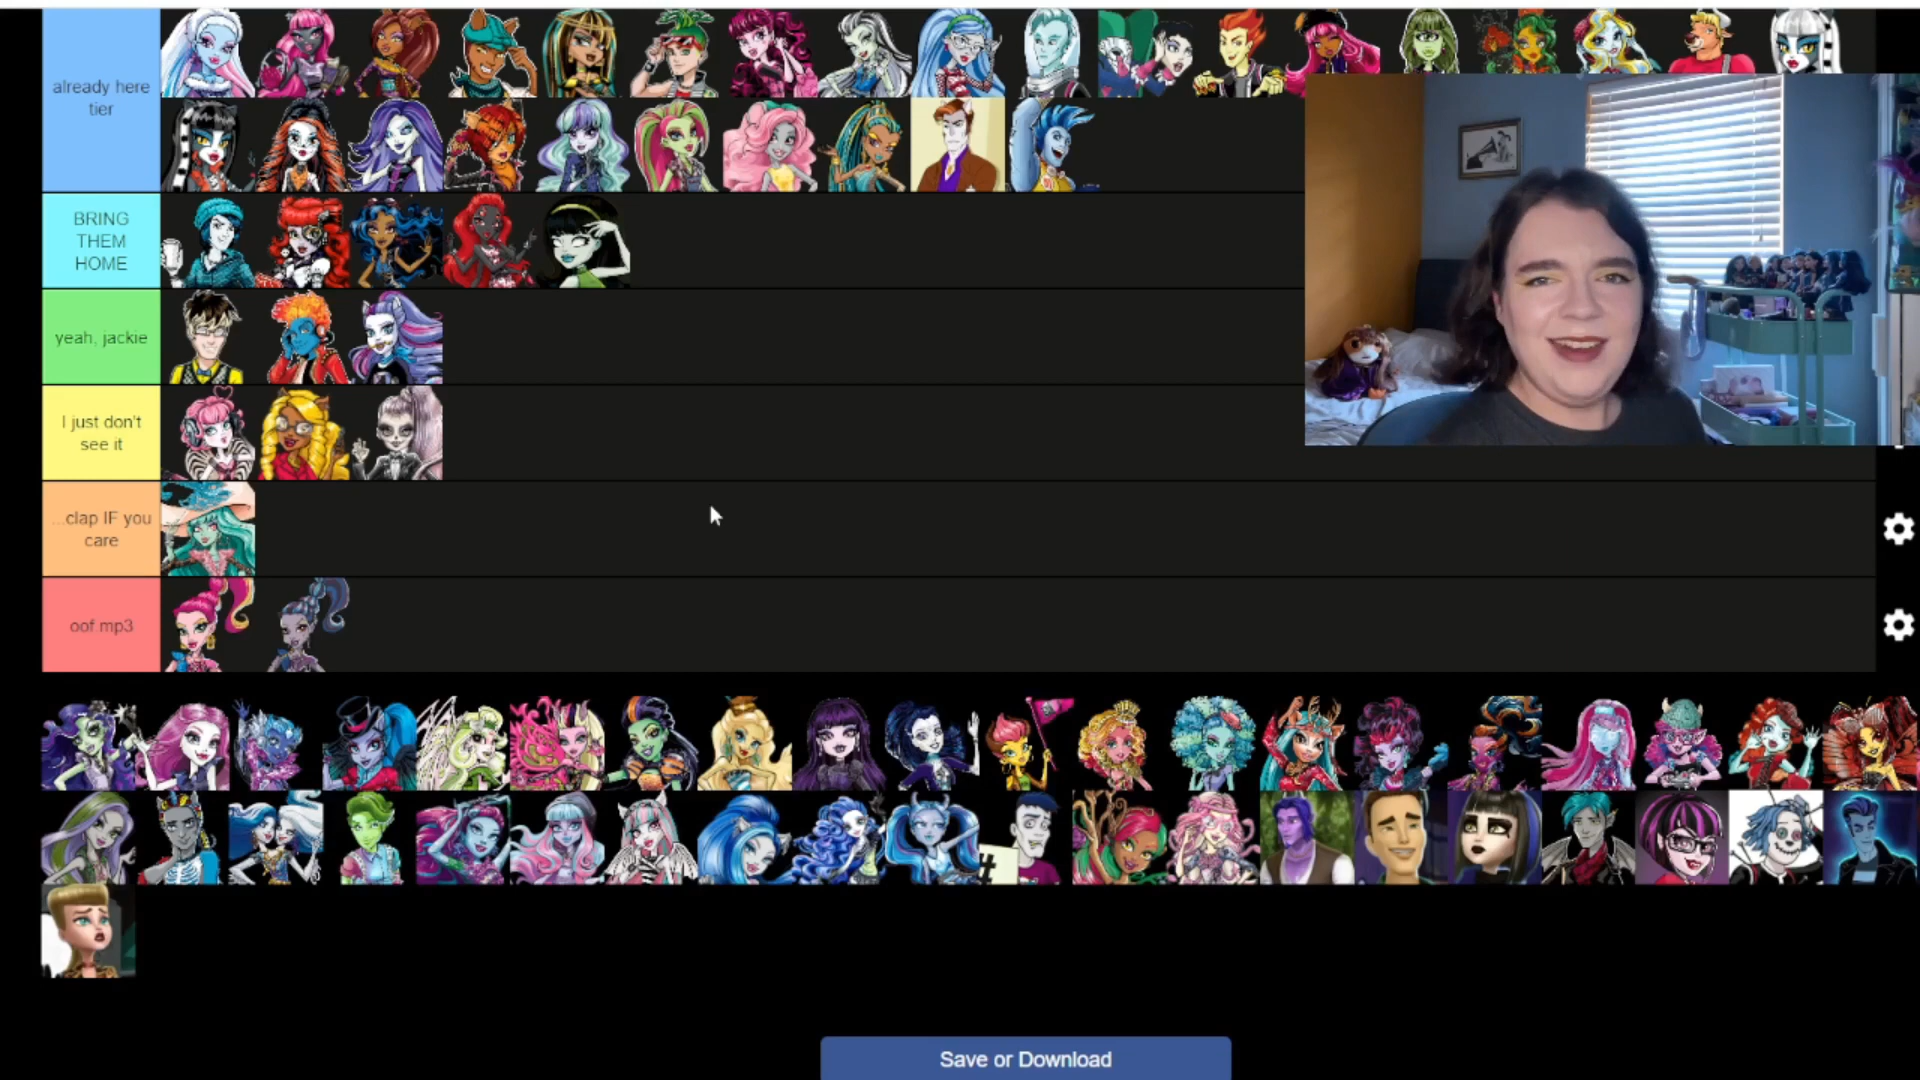 already here
tier
BRING
THEM
HOME
yeah, jackie
I just don't
see it
...clap IF you
care
oof.mp3
#
Save or Download